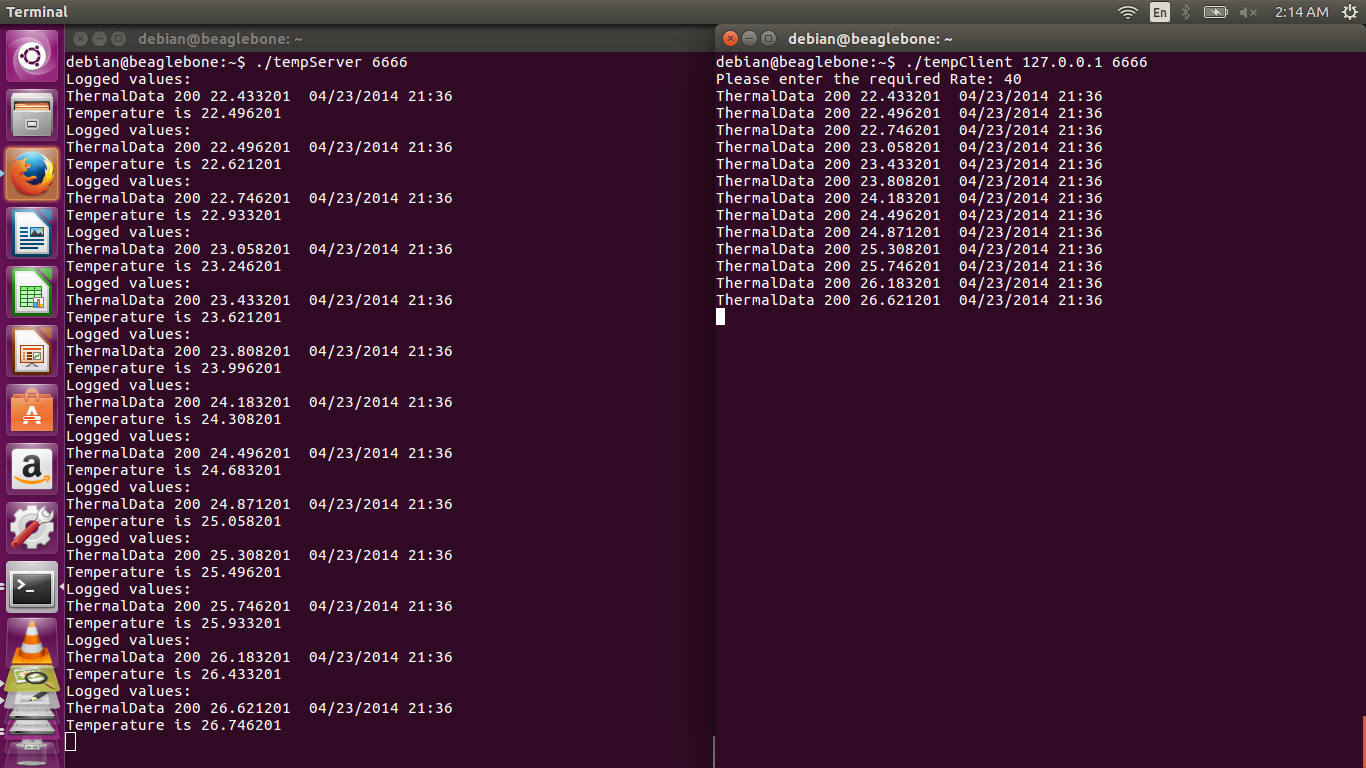 Terminal
En
2:14 AM
debian@beaglebone: ~
debian@beaglebone:~$ ./tempServer 6666
Logged values:
ThermalData 200 22.433201  04/23/2014 21:36
Temperature is 22.496201
Logged values:
ThermalData 200 22.496201  04/23/2014 21:36
Temperature is 22.621201
Logged values:
ThermalData 200 22.746201  04/23/2014 21:36
Temperature is 22.933201
Logged values:
ThermalData 200 23.058201  04/23/2014 21:36
Temperature is 23.246201
Logged values:
ThermalData 200 23.433201  04/23/2014 21:36
Temperature is 23.621201
Logged values:
ThermalData 200 23.808201  04/23/2014 21:36
Temperature is 23.996201
Logged values:
ThermalData 200 24.183201  04/23/2014 21:36
Temperature is 24.308201
Logged values:
ThermalData 200 24.496201  04/23/2014 21:36
Temperature is 24.683201
Logged values:
ThermalData 200 24.871201  04/23/2014 21:36
Temperature is 25.058201
Logged values:
ThermalData 200 25.308201  04/23/2014 21:36
Temperature is 25.496201
Logged values:
ThermalData 200 25.746201  04/23/2014 21:36
Temperature is 25.933201
Logged values:
ThermalData 200 26.183201  04/23/2014 21:36
Temperature is 26.433201
Logged values:
ThermalData 200 26.621201  04/23/2014 21:36
Temperature is 26.746201
debian@beaglebone: ~
debian@beaglebone:~$ ./tempClient 127.0.0.1 6666
Please enter the required Rate: 40
ThermalData 200 22.433201  04/23/2014 21:36
ThermalData 200 22.496201  04/23/2014 21:36
ThermalData 200 22.746201  04/23/2014 21:36
ThermalData 200 23.058201  04/23/2014 21:36
ThermalData 200 23.433201  04/23/2014 21:36
ThermalData 200 23.808201  04/23/2014 21:36
ThermalData 200 24.183201  04/23/2014 21:36
ThermalData 200 24.496201  04/23/2014 21:36
ThermalData 200 24.871201  04/23/2014 21:36
ThermalData 200 25.308201  04/23/2014 21:36
ThermalData 200 25.746201  04/23/2014 21:36
ThermalData 200 26.183201  04/23/2014 21:36
ThermalData 200 26.621201  04/23/2014 21:36